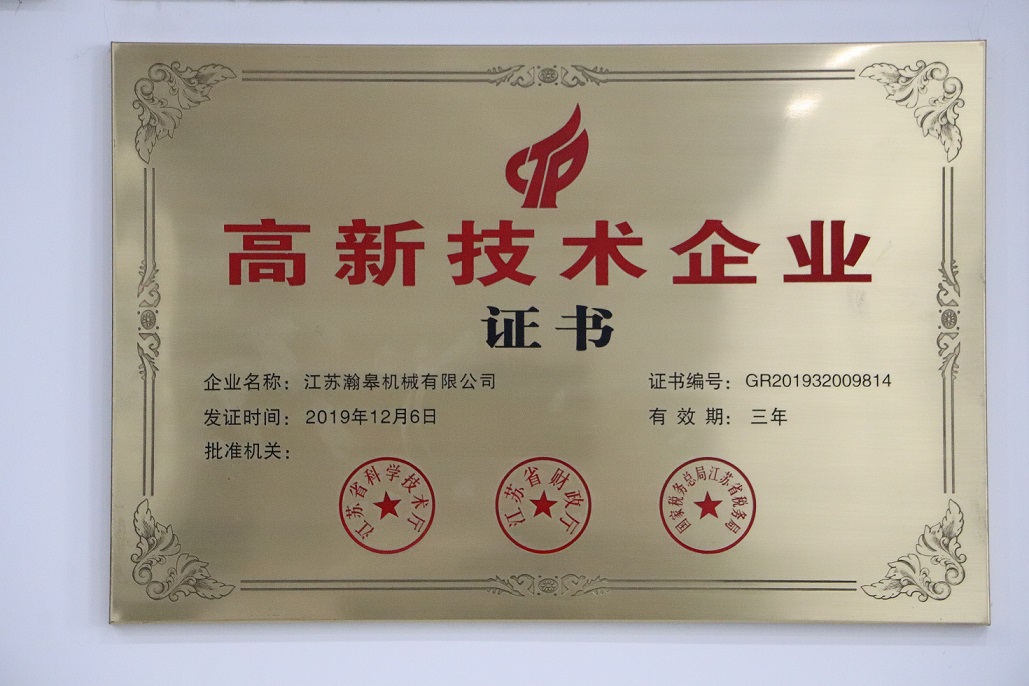 高新技术企业
证书
企业名称：江苏瀚皋机械有限公司
证书编号：GR201932009814
发证时间：2019年12月6日
有 效 期：三年
批准机关：
江苏省科学技术厅
江苏省财政厅
国家税务总局江苏省税务局